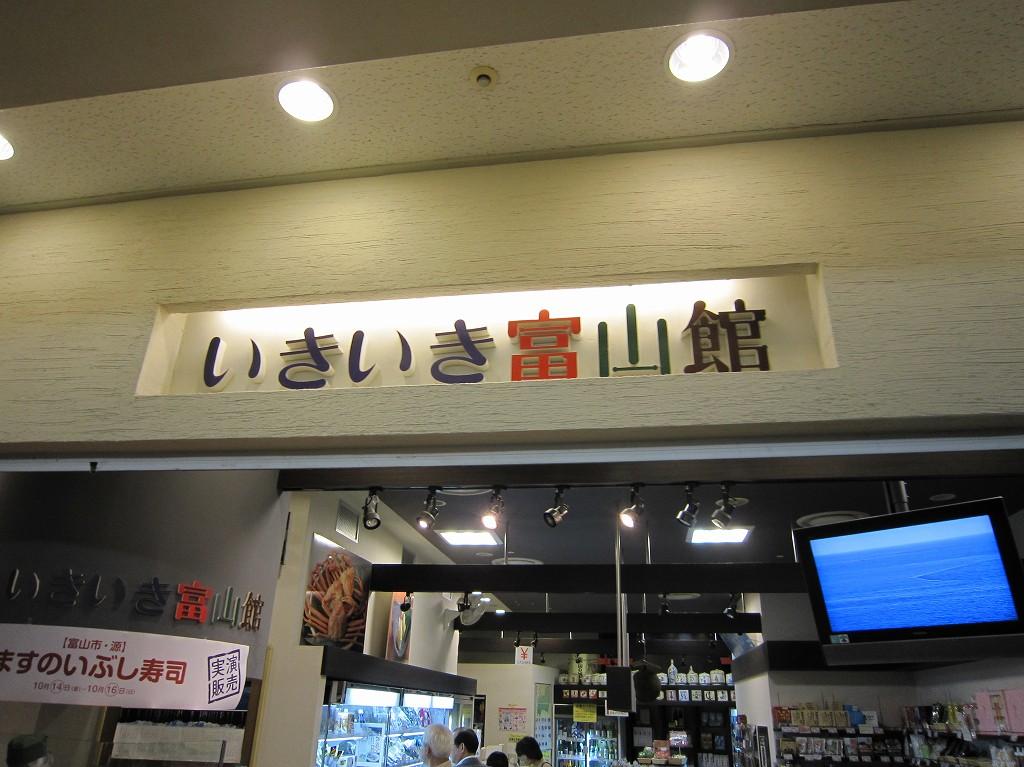 いきいき富山館
いきいき富山館
【富山市・源】
ますのいぶし寿司
10月14日(金)~10月16日(日)
実演
販売
¥